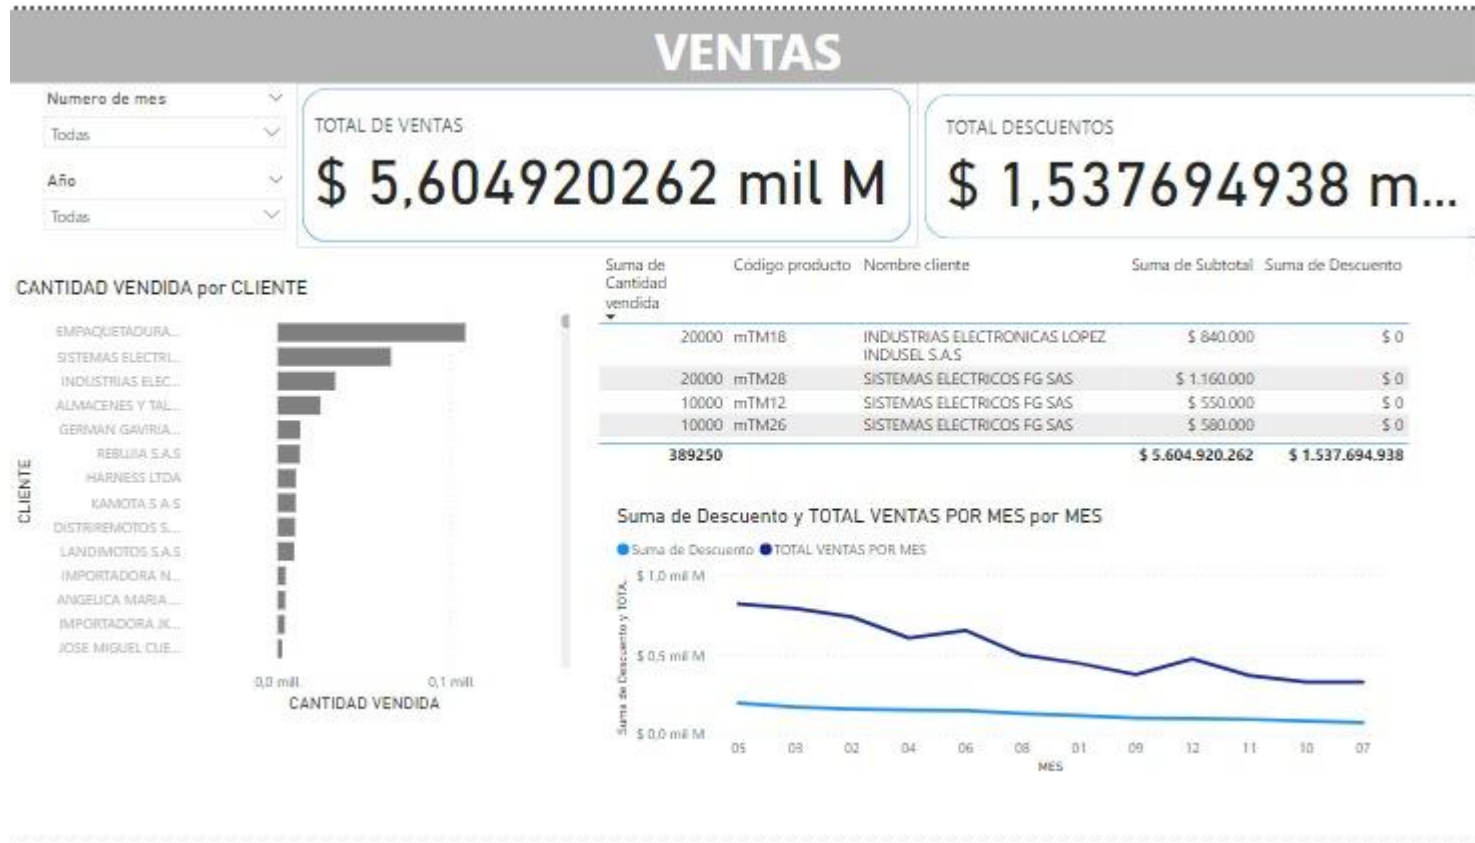 VENTAS
Numero de mes
Todas
Año
Todas
TOTAL DE VENTAS
$ 5,604920262 mil M
TOTAL DESCUENTOS
$ 1,537694938 m...
CANTIDAD VENDIDA por CLIENTE
CLIENTE
EMPAQUETADURA...
SISTEMAS ELECTRI...
INDUSTRIAS ELEC...
ALMACENES Y TAL...
GERMAN GAVIRIA...
REBUJIA S.A.S
HARNESS LTDA
KAMOTA S A S
DISTRIREMOTOS S...
LANDIMOTOS S.A.S
IMPORTADORA N...
ANGELICA MARIA ...
IMPORTADORA JK...
JOSE MIGUEL CUE...
0,0 mill. 0,1 mill.
CANTIDAD VENDIDA
Suma de Cantidad vendida Código producto Nombre cliente Suma de Subtotal Suma de Descuento
20000 mTM18 INDUSTRIAS ELECTRONICAS LOPEZ INDUSEL S.A.S $ 840.000 $ 0
20000 mTM28 SISTEMAS ELECTRICOS FG SAS $ 1.160.000 $ 0
10000 mTM12 SISTEMAS ELECTRICOS FG SAS $ 550.000 $ 0
10000 mTM26 SISTEMAS ELECTRICOS FG SAS $ 580.000 $ 0
389250 $ 5.604.920.262 $ 1.537.694.938
Suma de Descuento y TOTAL VENTAS POR MES por MES
Suma de Descuento TOTAL VENTAS POR MES
Suma de Descuento y TOTA...
$ 1,0 mil M
$ 0,5 mil M
$ 0,0 mil M
05 03 02 04 06 08 01 09 12 11 10 07
MES